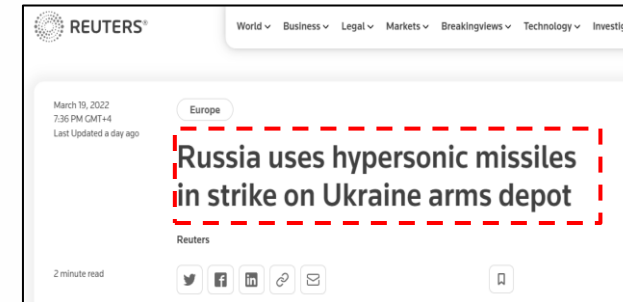 REUTERS®
World Business Legal Markets Breakingviews Technology Investig
March 19, 2022
7:36 PM GMT+4
Last Updated a day ago
Europe
Russia uses hypersonic missiles
in strike on Ukraine arms depot
Reuters
2 minute read